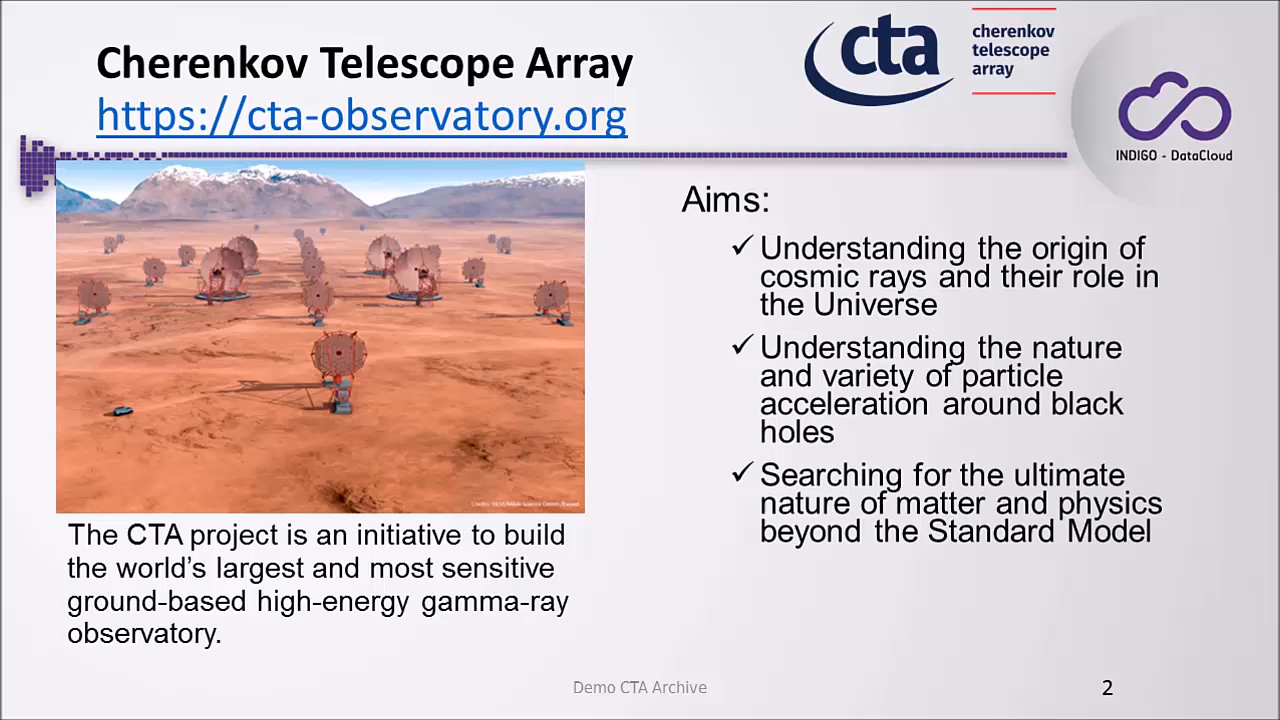 Cherenkov Telescope Array
https://cta-observatory.org
cta
cherenkov
telescope
array
INDIGO - DataCloud
Aims:
✓ Understanding the origin of
cosmic rays and their role in
the Universe
✓ Understanding the nature
and variety of particle
acceleration around black
holes
✓ Searching for the ultimate
nature of matter and physics
beyond the Standard Model
The CTA project is an initiative to build
the world's largest and most sensitive
ground-based high-energy gamma-ray
observatory.
Demo CTA Archive
2